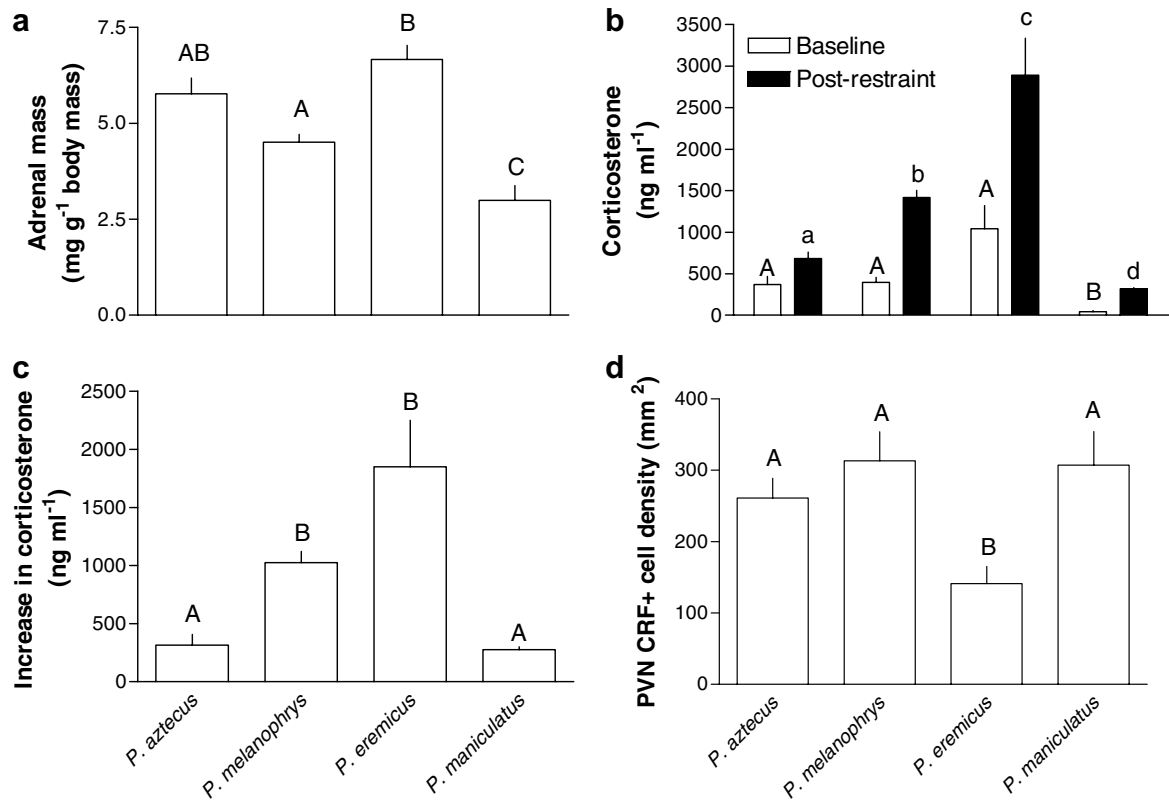 a
Adrenal mass
(mg g⁻¹ body mass)
7.5
5.0
2.5
0.0
AB
A
B
C
b
Corticosterone
(ng ml⁻¹)
3500
3000
2500
2000
1500
1000
500
0
Baseline
Post-restraint
A
a
A
b
A
c
B
d
c
Increase in corticosterone
(ng ml⁻¹)
2500
2000
1500
1000
500
0
A
B
B
A
P. aztecus
P. melanophrys
P. eremicus
P. maniculatus
d
PVN CRF+ cell density (mm ²)
400
300
200
100
0
A
A
B
A
P. aztecus
P. melanophrys
P. eremicus
P. maniculatus